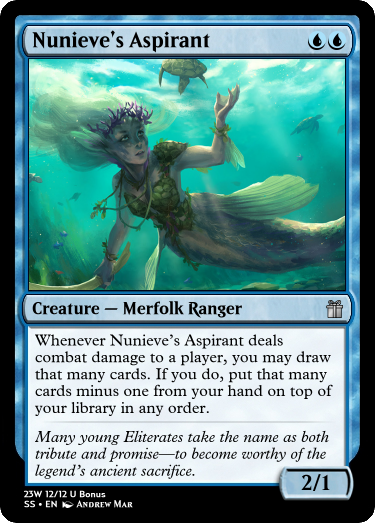 Nunieve's Aspirant
Creature — Merfolk Ranger
Whenever Nunieve's Aspirant deals
combat damage to a player, you may draw
that many cards. If you do, put that many
cards minus one from your hand on top of
your library in any order.
Many young Eliterates take the name as both
tribute and promise—to become worthy of the
legend's ancient sacrifice.
2/1
23W 12/12 U Bonus
SS • EN Andrew Mar